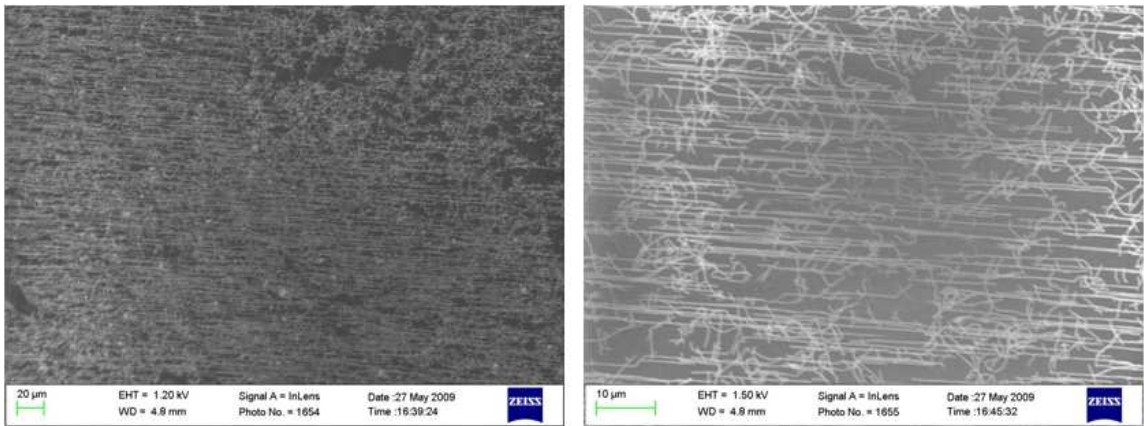 20 µm
EHT = 1.20 kV
Signal A = InLens
Date :27 May 2009
WD = 4.8 mm
Photo No. = 1654
Time :16:39:24
ZEISS
10 µm
EHT = 1.50 kV
Signal A = InLens
Date :27 May 2009
WD = 4.8 mm
Photo No. = 1655
Time :16:45:32
ZEISS